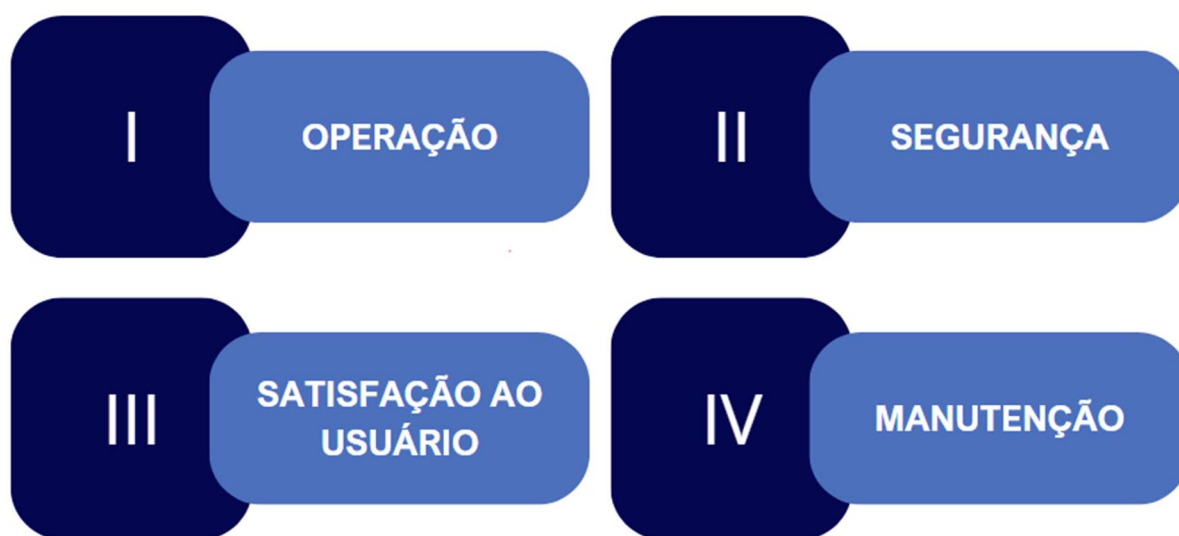 I
OPERAÇÃO
II
SEGURANÇA
III
SATISFAÇÃO AO
USUÁRIO
IV
MANUTENÇÃO